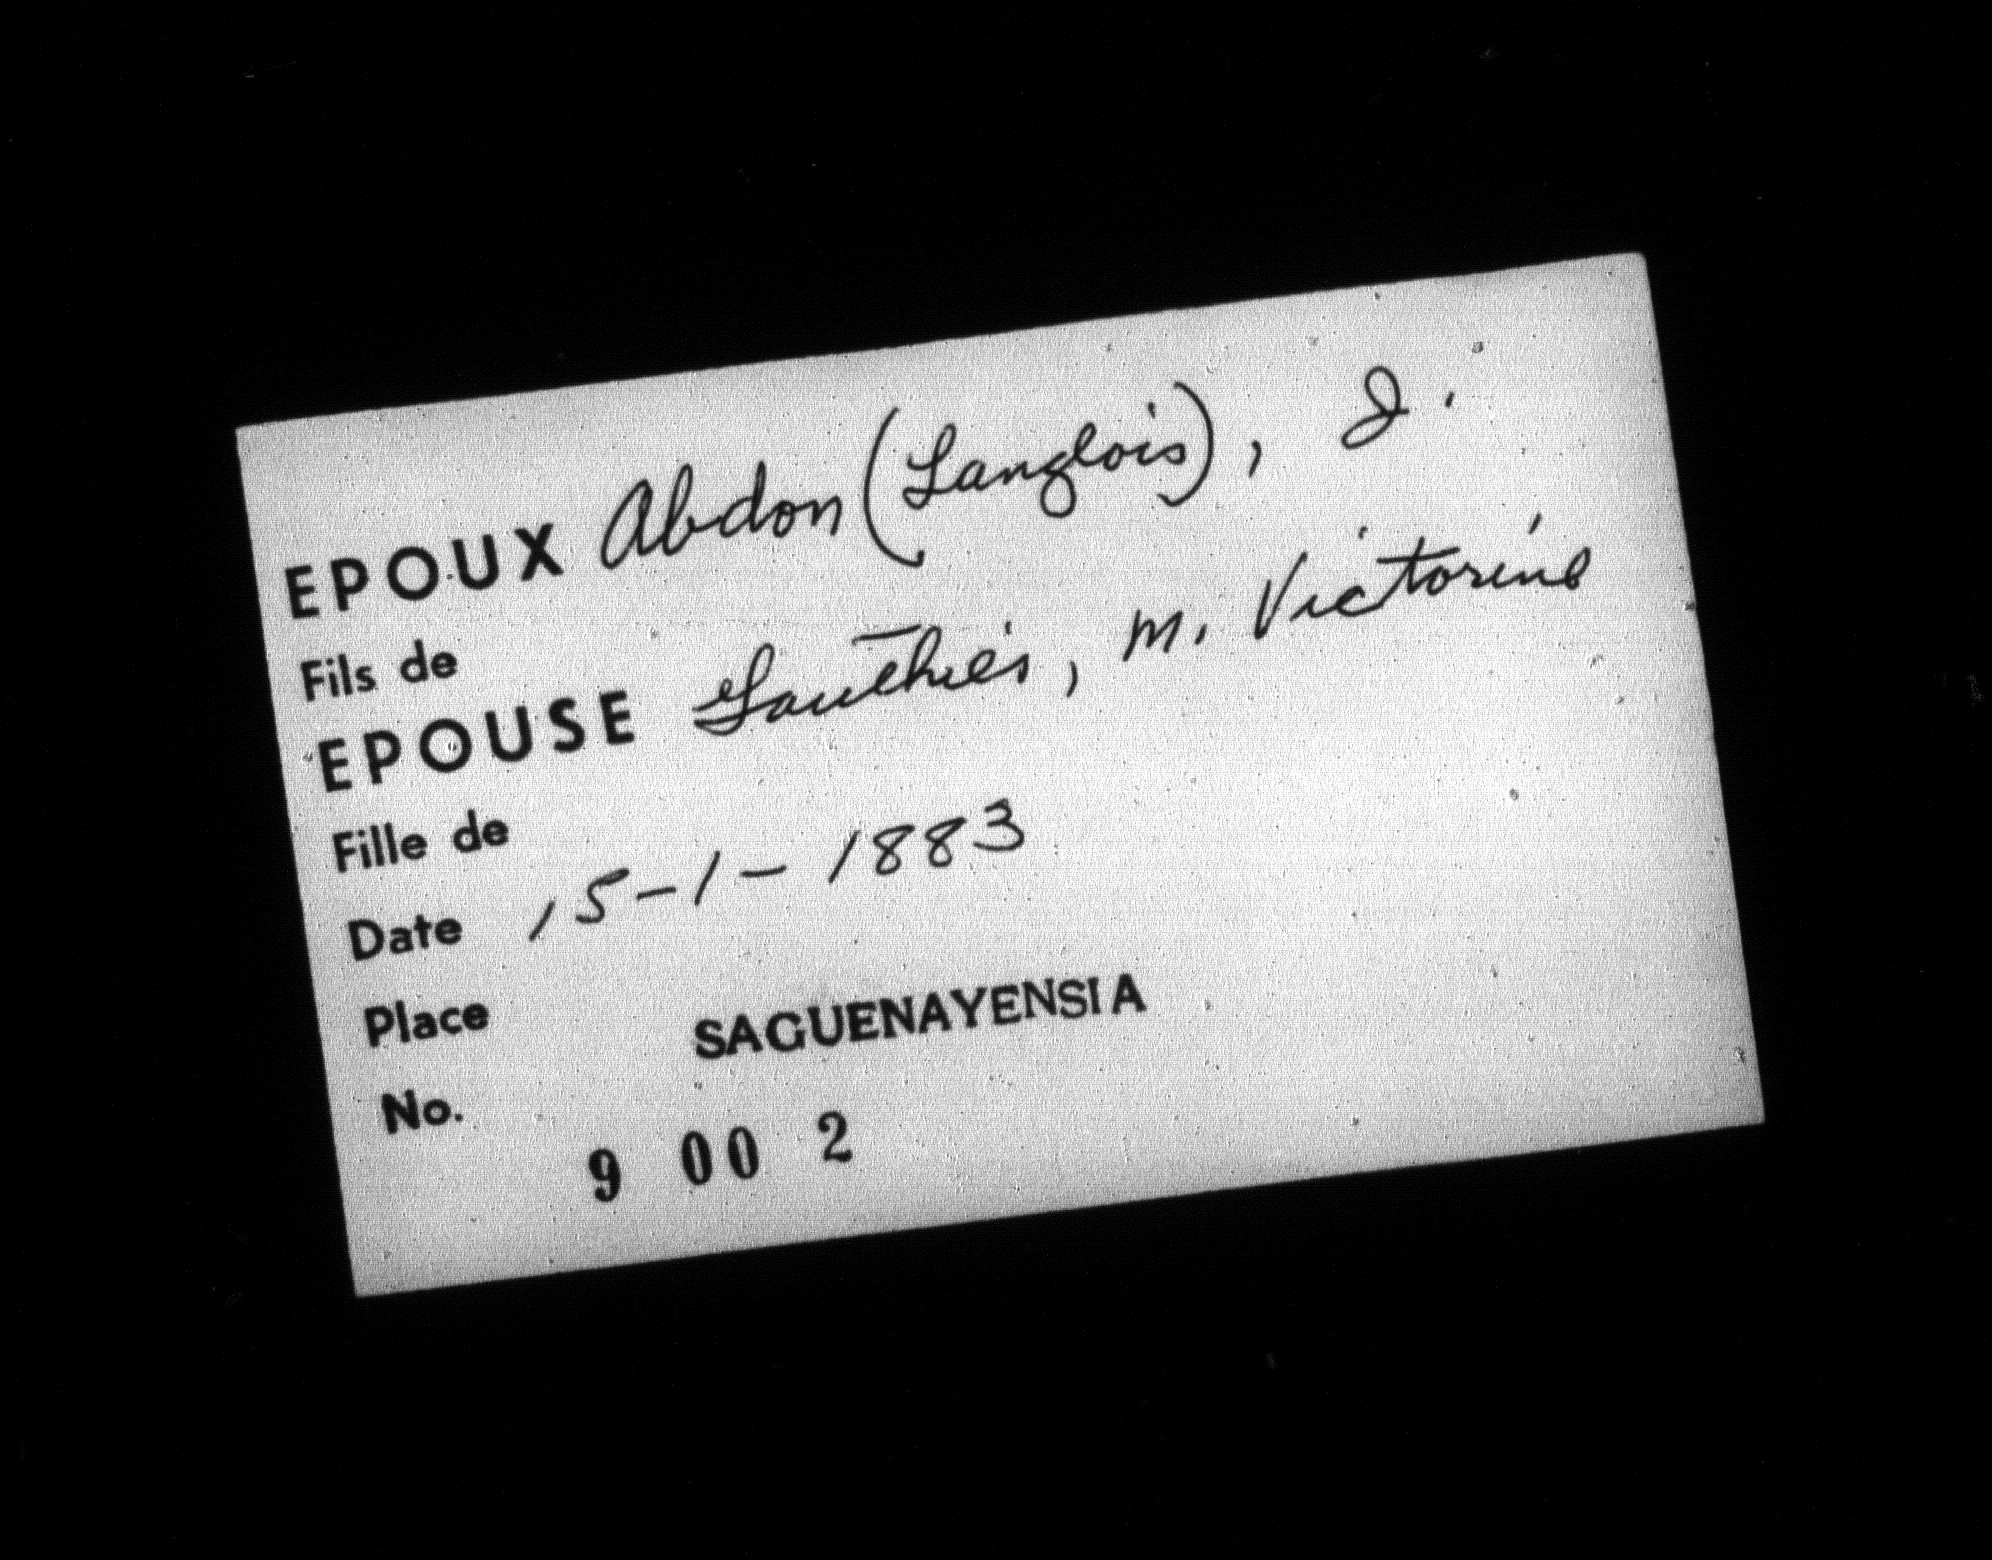 EPOUX Abdon (Langlois), J.
Fils de
EPOUSE Gauthier, M. Victorine
Fille de
Date 15-1-1883
Place
SAGUENAYENSIA
No.
9 00 2